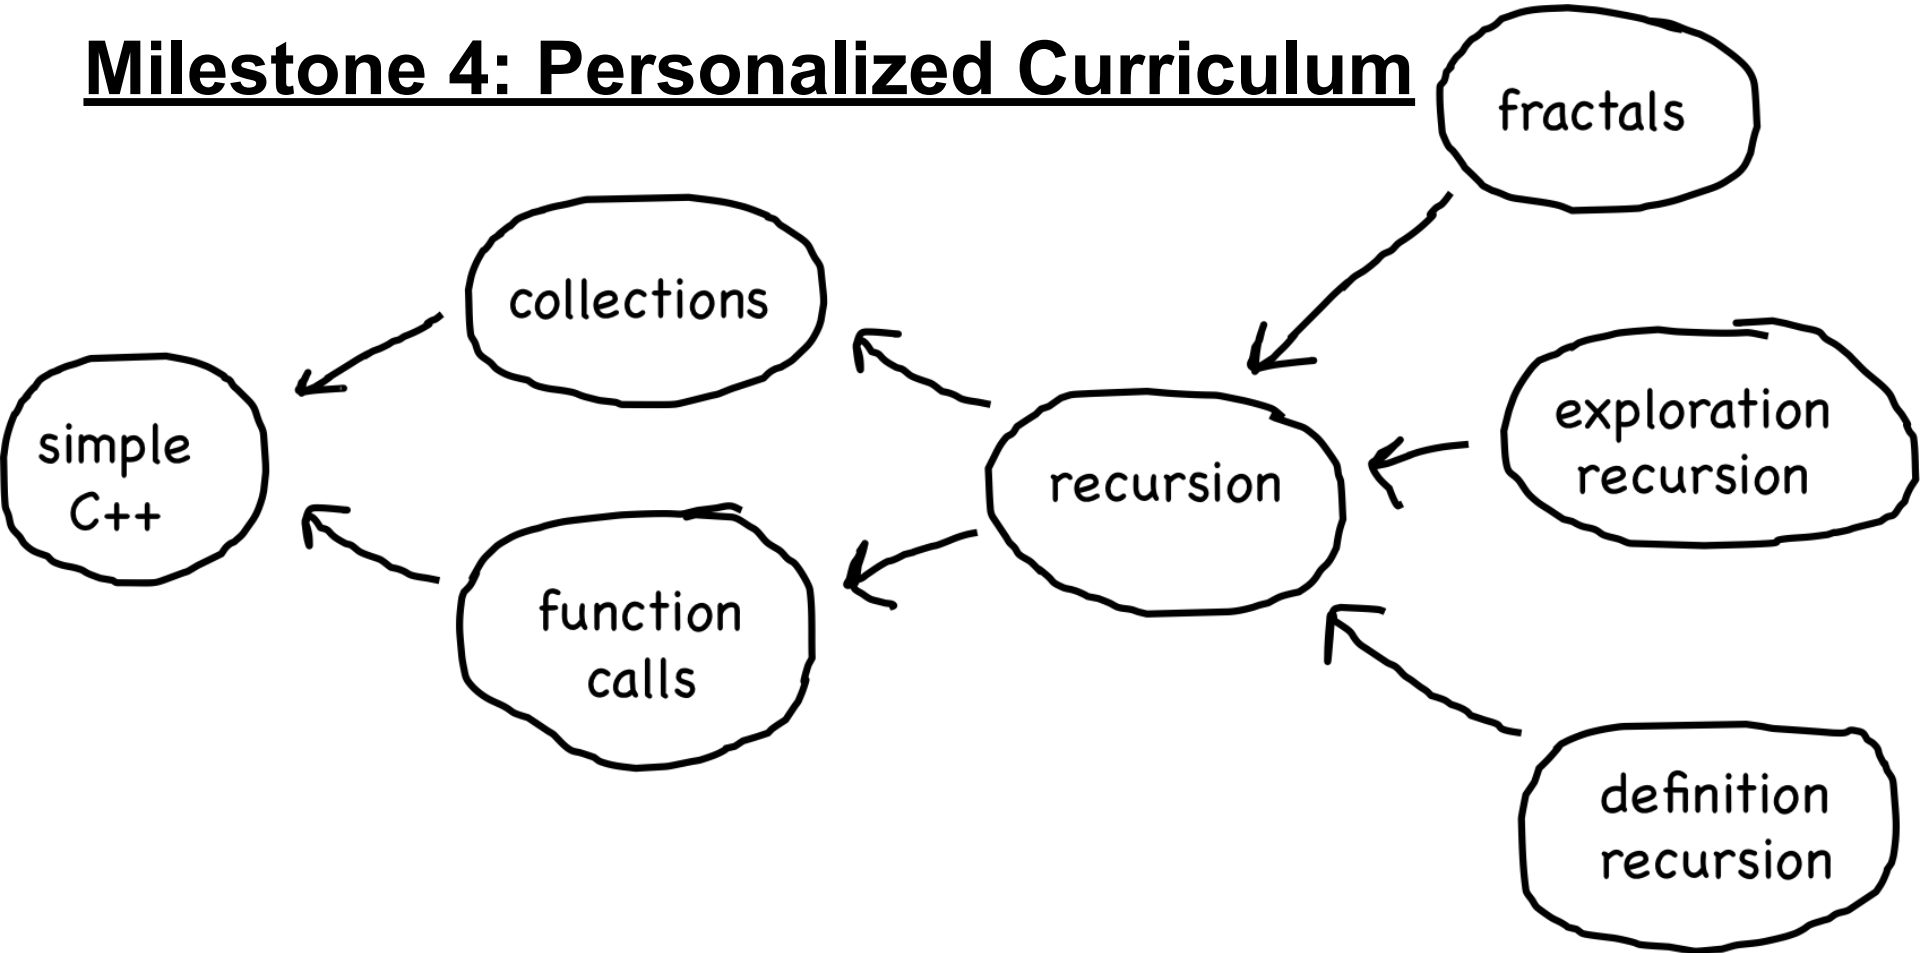 Milestone 4: Personalized Curriculum
fractals
collections
simple
C++
function
calls
recursion
exploration
recursion
definition
recursion